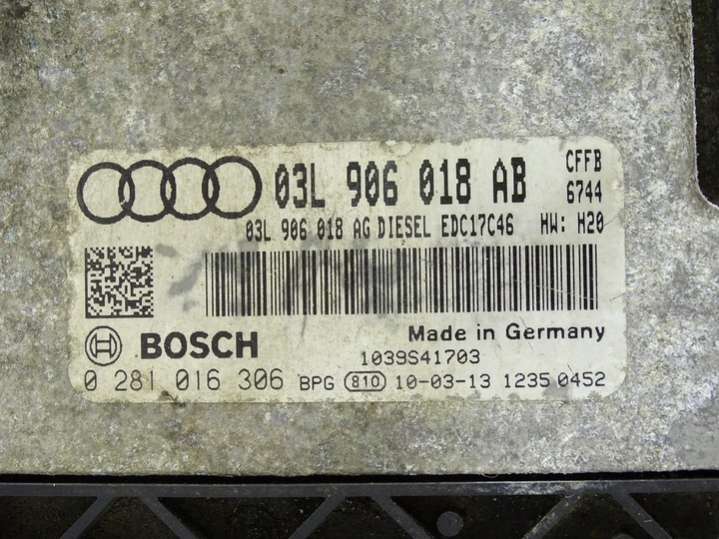 03L 906 018 AB CFFB
6744
03L 906 018 AG DIESEL EDC17C46 HW: H20
BOSCH Made in Germany
1039S41703
0 281 016 306 BPG 810 10-03-13 1235 0452